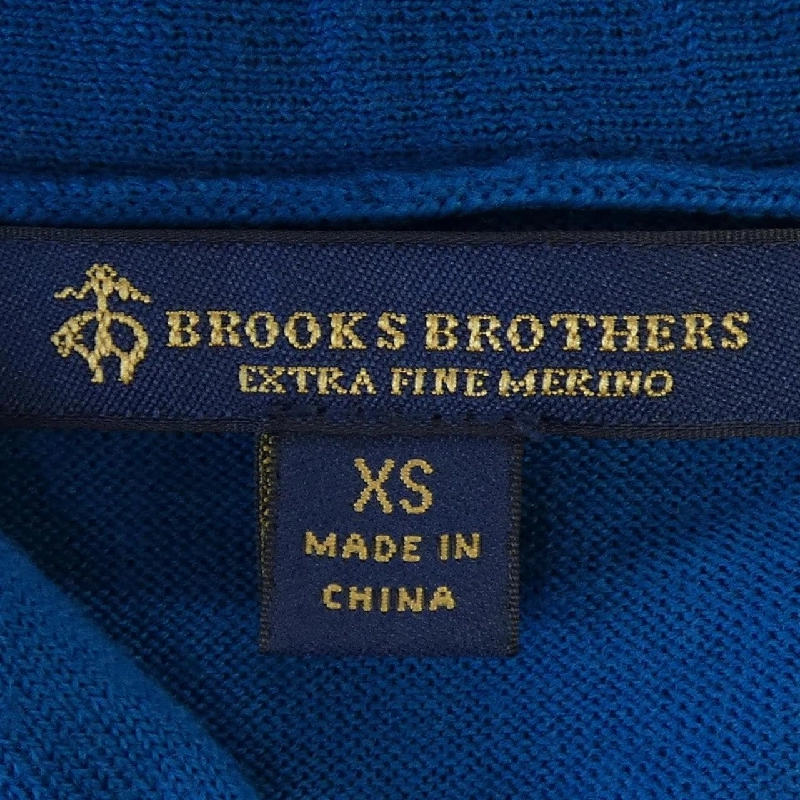 BROOKS BROTHERS
EXTRA FINE MERINO
XS
MADE IN
CHINA